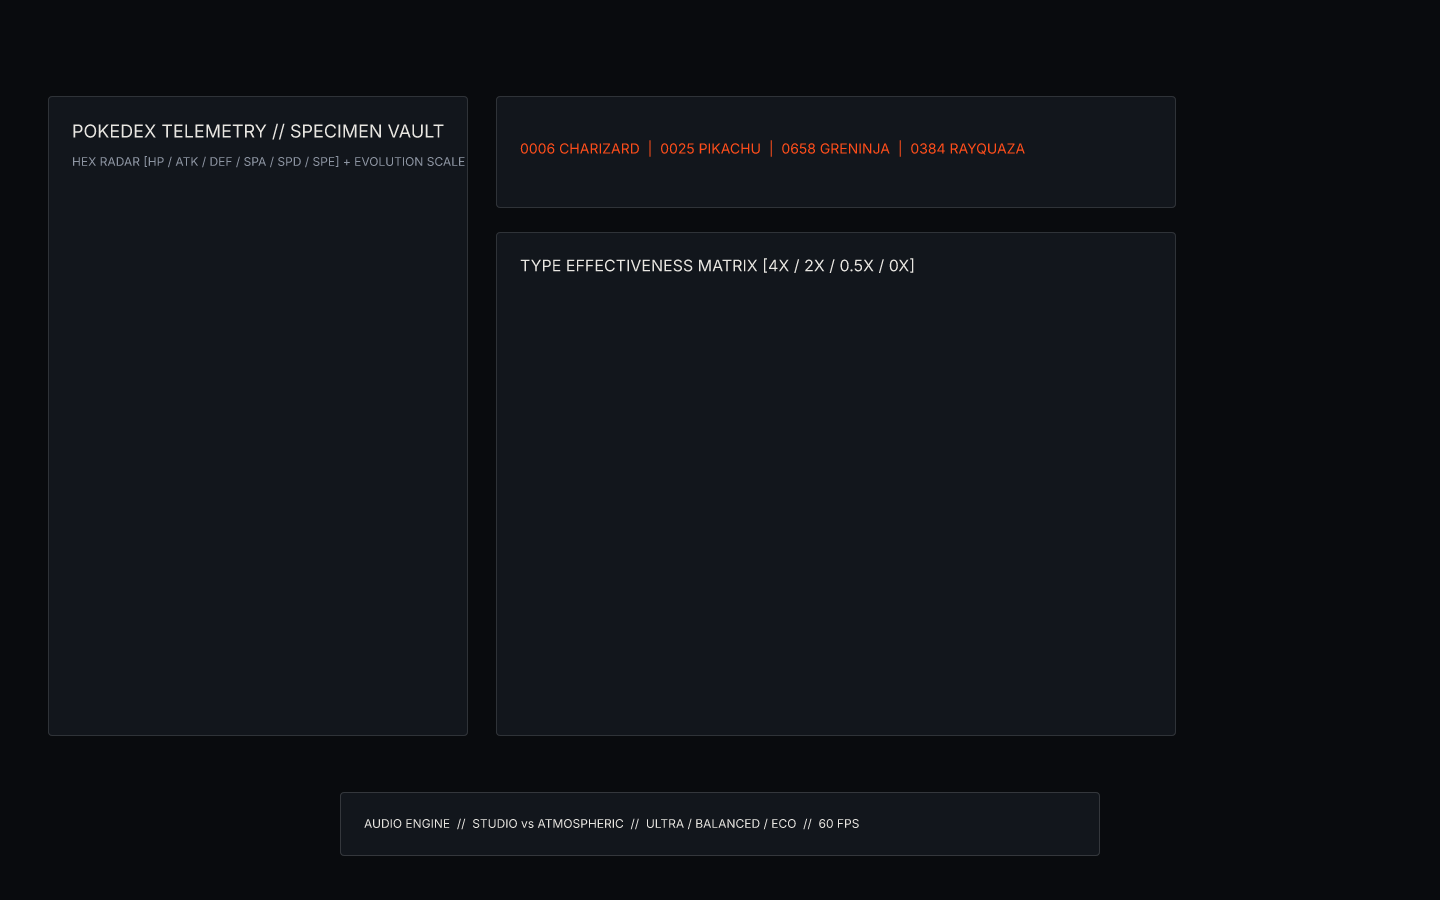 POKEDEX TELEMETRY // SPECIMEN VAULT
HEX RADAR [HP / ATK / DEF / SPA / SPD / SPE] + EVOLUTION SCALE
0006 CHARIZARD | 0025 PIKACHU | 0658 GRENINJA | 0384 RAYQUAZA
TYPE EFFECTIVENESS MATRIX [4X / 2X / 0.5X / 0X]
AUDIO ENGINE // STUDIO vs ATMOSPHERIC // ULTRA / BALANCED / ECO // 60 FPS